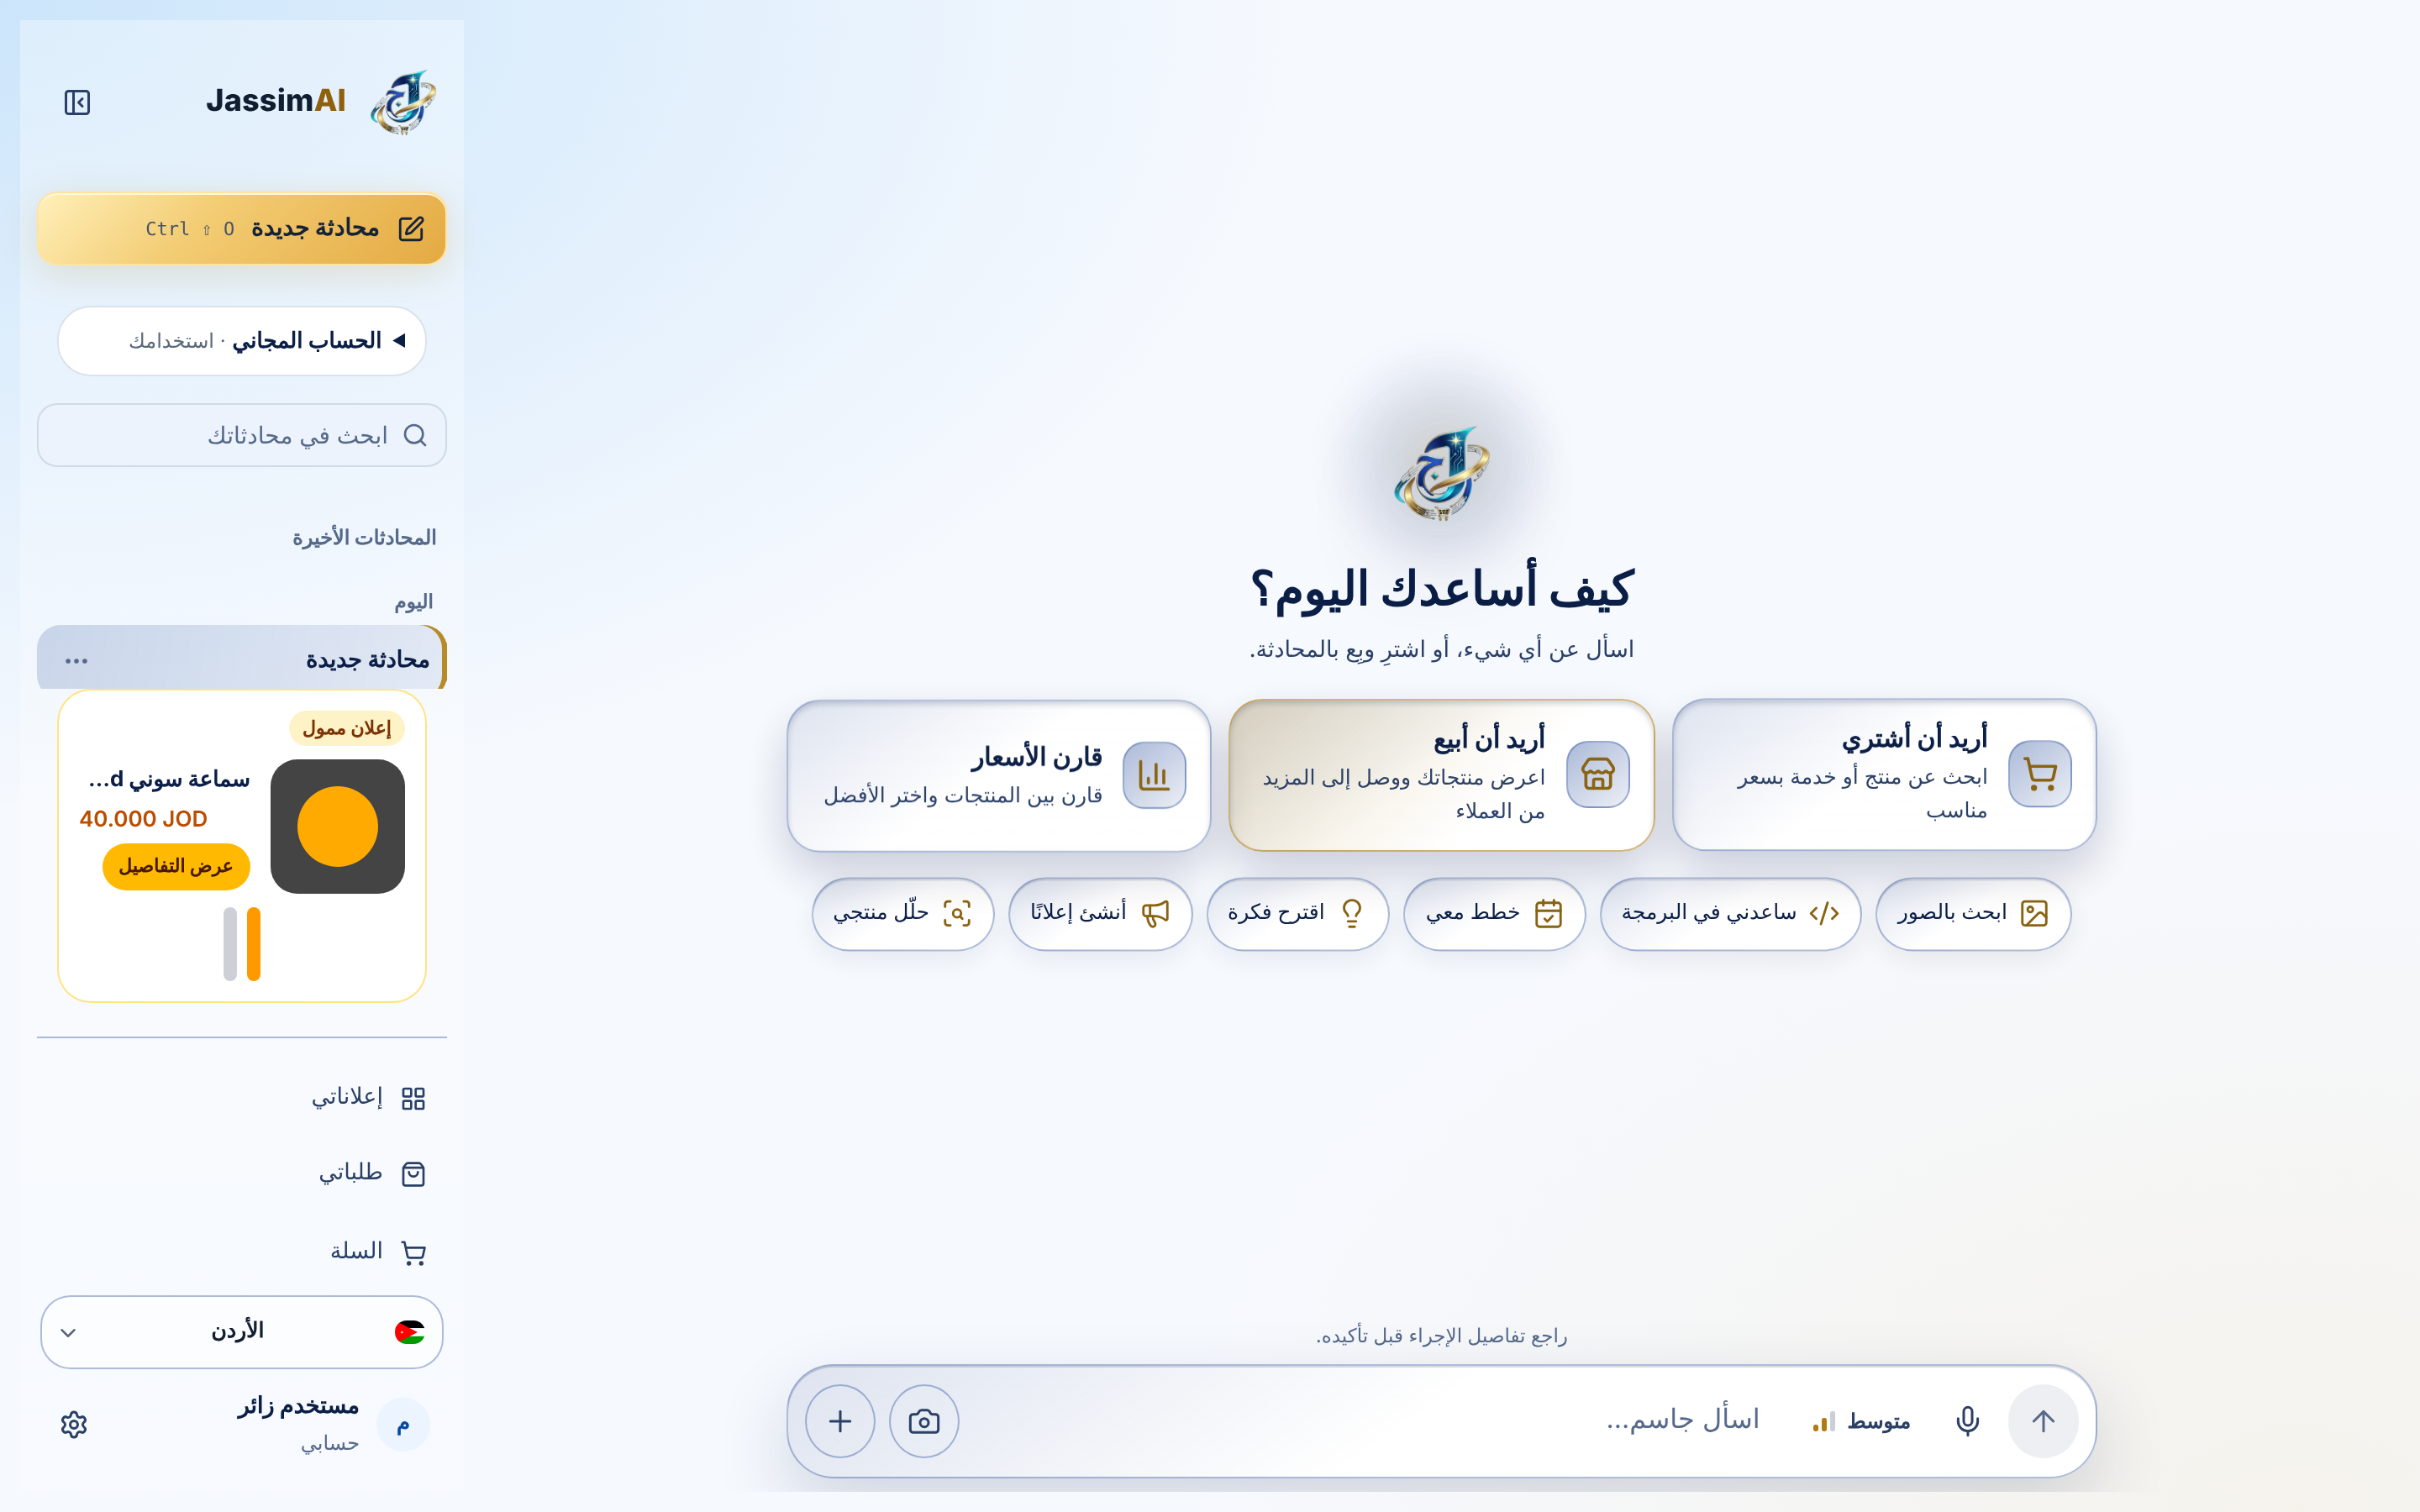 JassimAI
محادثة جديدة Ctrl ⇧ O
الحساب المجاني · استخدامك
ابحث في محادثاتك
المحادثات الأخيرة
اليوم
محادثة جديدة
إعلان ممول
سماعة سوني d...
40.000 JOD
عرض التفاصيل
إعلاناتي
طلباتي
السلة
الأردن
م
مستخدم زائر
حسابي
كيف أساعدك اليوم؟
اسأل عن أي شيء، أو اشترِ وبِع بالمحادثة.
أريد أن أشتري
ابحث عن منتج أو خدمة بسعر
مناسب
أريد أن أبيع
اعرض منتجاتك ووصل إلى المزيد
من العملاء
قارن الأسعار
قارن بين المنتجات واختر الأفضل
ابحث بالصور
ساعدني في البرمجة
خطط معي
اقترح فكرة
أنشئ إعلانًا
حلّل منتجي
راجع تفاصيل الإجراء قبل تأكيده.
متوسط
اسأل جاسم...